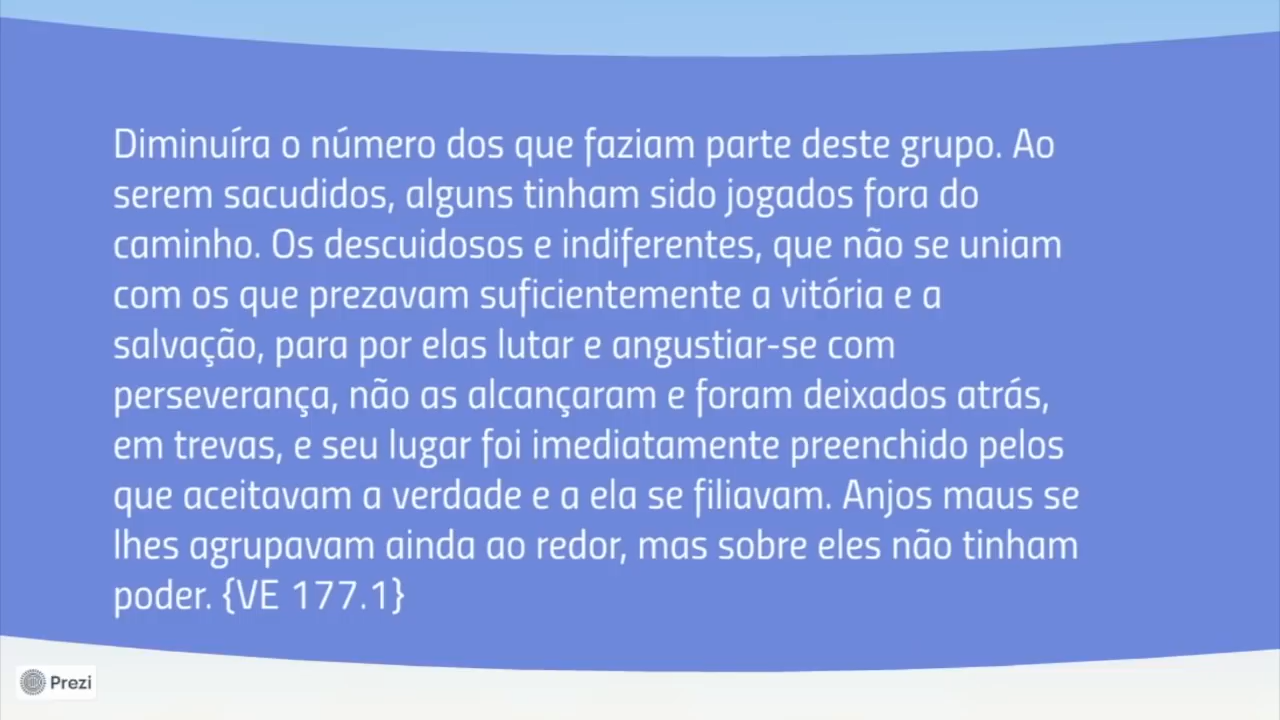 Diminuíra o número dos que faziam parte deste grupo. Ao
serem sacudidos, alguns tinham sido jogados fora do
caminho. Os descuidosos e indiferentes, que não se uniam
com os que prezavam suficientemente a vitória e a
salvação, para por elas lutar e angustiar-se com
perseverança, não as alcançaram e foram deixados atrás,
em trevas, e seu lugar foi imediatamente preenchido pelos
que aceitavam a verdade e a ela se filiavam. Anjos maus se
lhes agrupavam ainda ao redor, mas sobre eles não tinham
poder. {VE 177.1}
Prezi